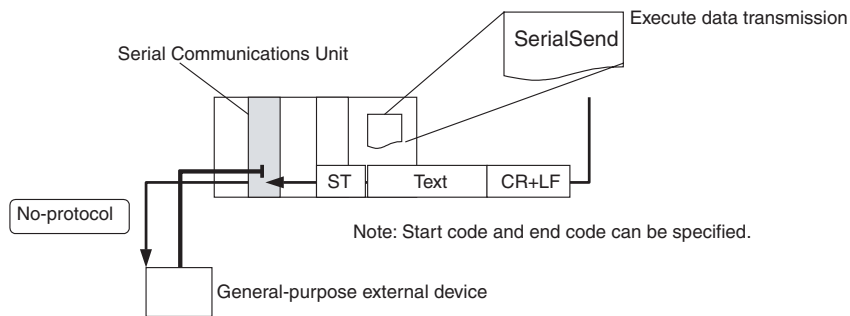 Execute data transmission
SerialSend
Serial Communications Unit
ST Text CR+LF
No-protocol
Note: Start code and end code can be specified.
General-purpose external device